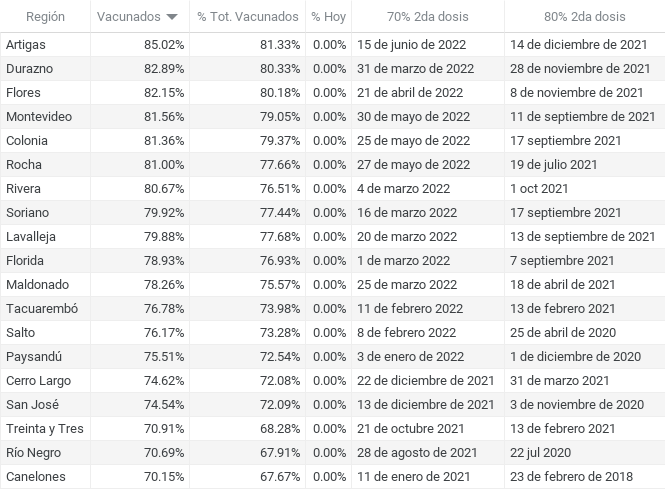 Región Vacunados % Tot. Vacunados % Hoy 70% 2da dosis 80% 2da dosis
Artigas 85.02% 81.33% 0.00% 15 de junio de 2022 14 de diciembre de 2021
Durazno 82.89% 80.33% 0.00% 31 de marzo de 2022 28 de noviembre de 2021
Flores 82.15% 80.18% 0.00% 21 de abril de 2022 8 de noviembre de 2021
Montevideo 81.56% 79.05% 0.00% 30 de mayo de 2022 11 de septiembre de 2021
Colonia 81.36% 79.37% 0.00% 25 de mayo de 2022 17 septiembre 2021
Rocha 81.00% 77.66% 0.00% 27 de mayo de 2022 19 de julio 2021
Rivera 80.67% 76.51% 0.00% 4 de marzo 2022 1 oct 2021
Soriano 79.92% 77.44% 0.00% 16 de marzo 2022 17 septiembre 2021
Lavalleja 79.88% 77.68% 0.00% 20 de marzo 2022 13 de septiembre de 2021
Florida 78.93% 76.93% 0.00% 1 de marzo 2022 7 septiembre 2021
Maldonado 78.26% 75.57% 0.00% 25 de marzo 2022 18 de abril de 2021
Tacuarembó 76.78% 73.98% 0.00% 11 de febrero 2022 13 de febrero 2021
Salto 76.17% 73.28% 0.00% 8 de febrero 2022 25 de abril de 2020
Paysandú 75.51% 72.54% 0.00% 3 de enero de 2022 1 de diciembre de 2020
Cerro Largo 74.62% 72.08% 0.00% 22 de diciembre de 2021 31 de marzo 2021
San José 74.54% 72.09% 0.00% 13 de diciembre de 2021 3 de noviembre de 2020
Treinta y Tres 70.91% 68.28% 0.00% 21 de octubre 2021 13 de febrero 2021
Río Negro 70.69% 67.91% 0.00% 28 de agosto de 2021 22 jul 2020
Canelones 70.15% 67.67% 0.00% 11 de enero de 2021 23 de febrero de 2018